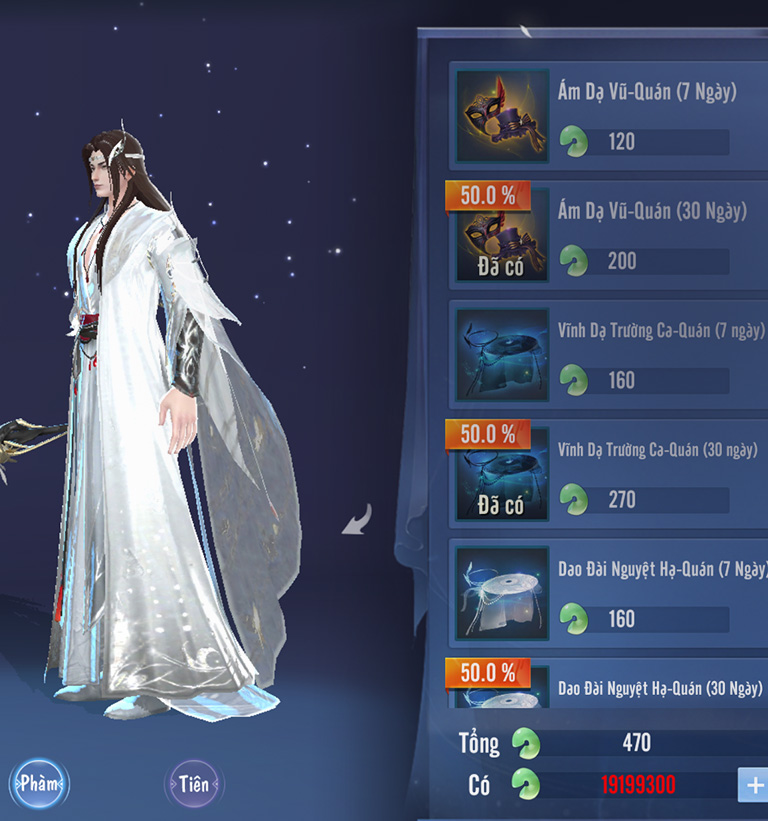 Ám Dạ Vũ-Quán (7 Ngày)
120
50.0 %
Ám Dạ Vũ-Quán (30 Ngày)
Đã có
200
Vĩnh Dạ Trường Ca-Quán (7 ngày)
160
50.0 %
Vĩnh Dạ Trường Ca-Quán (30 ngày)
Đã có
270
Dao Đài Nguyệt Hạ-Quán (7 Ngày)
160
50.0 %
Dao Đài Nguyệt Hạ-Quán (30 Ngày)
Tổng 470
Có 19199300
Phàm
Tiên